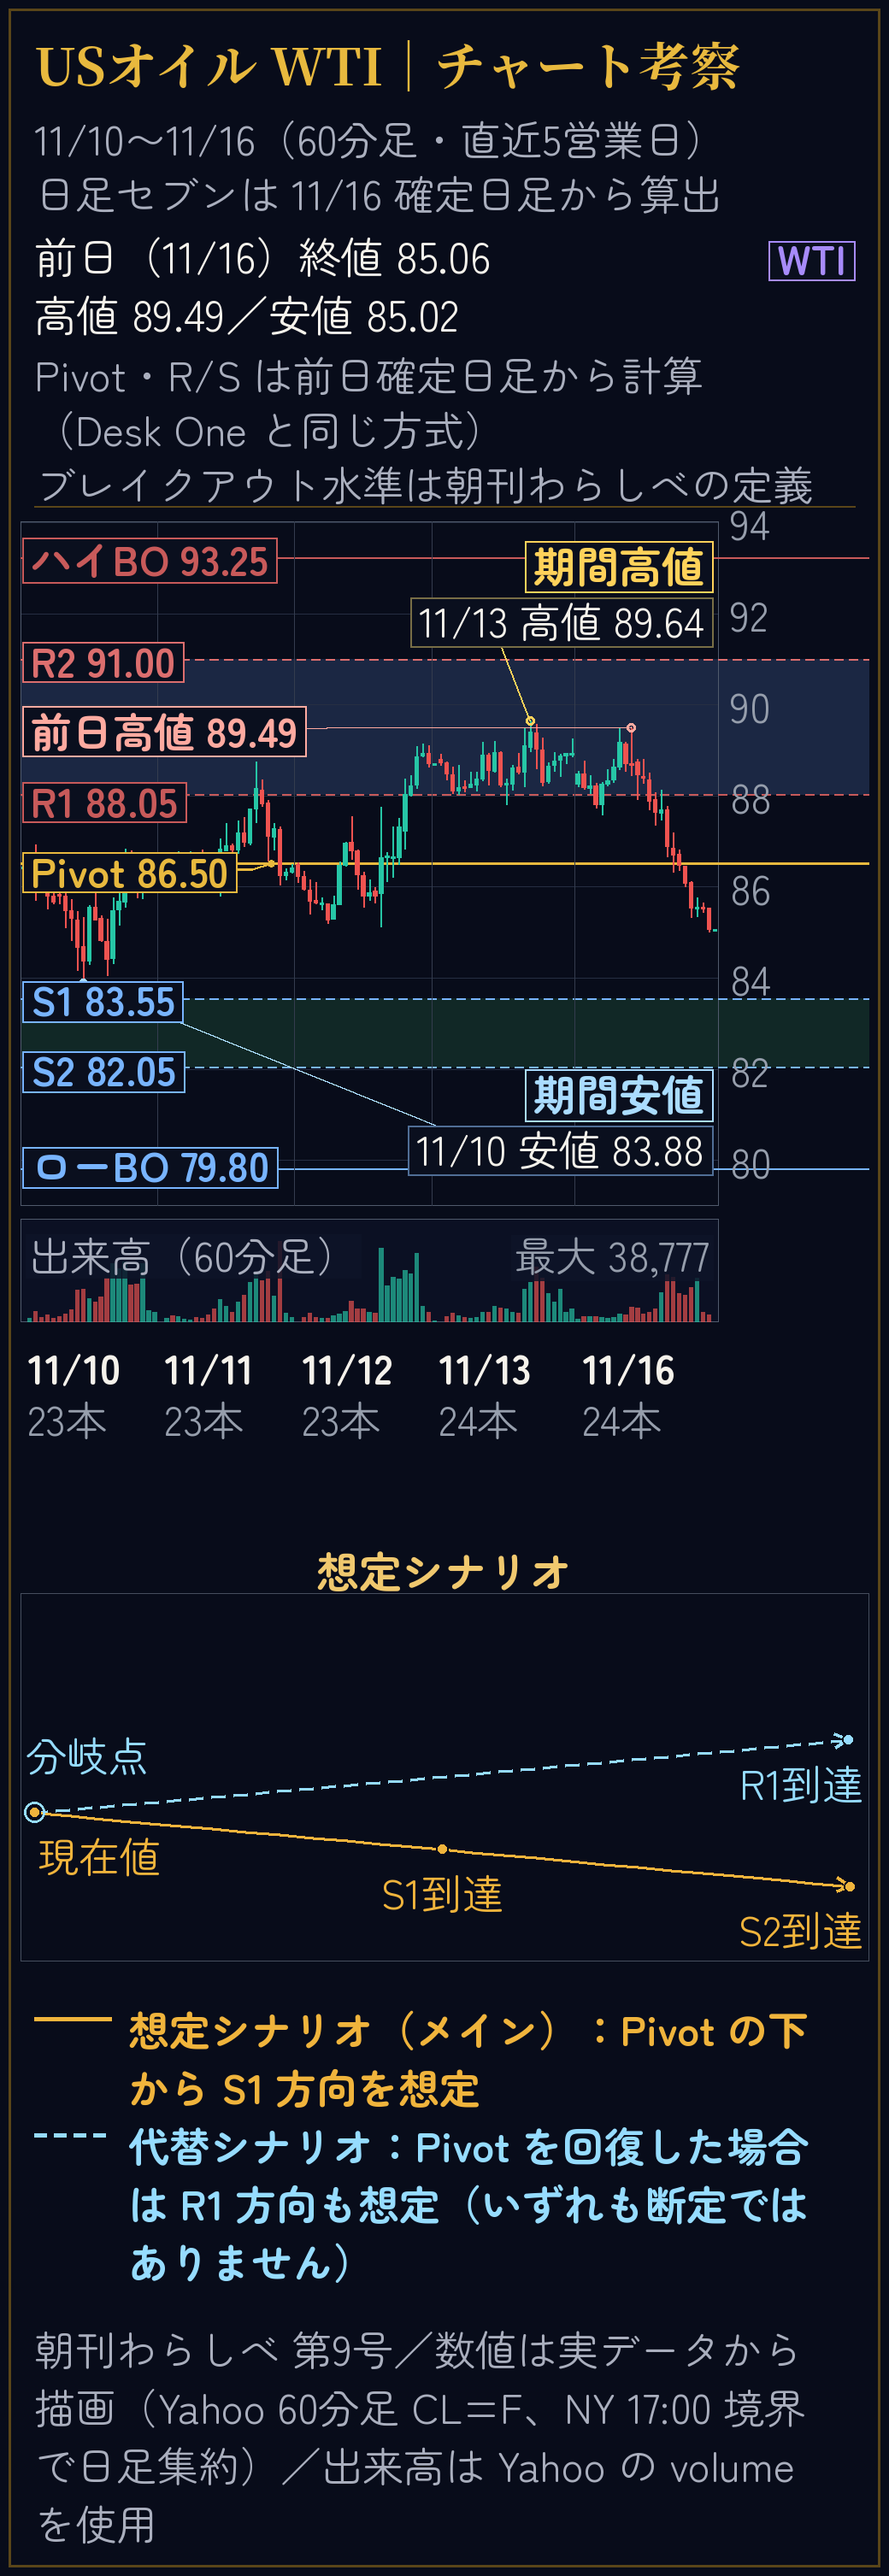 USオイル WTI｜チャート考察
11/10〜11/16（60分足・直近5営業日）
日足セブンは 11/16 確定日足から算出
前日（11/16）終値 85.06
WTI
高値 89.49／安値 85.02
Pivot・R/S は前日確定日足から計算
（Desk One と同じ方式）
ブレイクアウト水準は朝刊わらしべの定義
94
ハイBO 93.25
期間高値
11/13 高値 89.64
92
R2 91.00
90
前日高値 89.49
R1 88.05
88
Pivot 86.50
86
84
S1 83.55
S2 82.05
82
期間安値
11/10 安値 83.88
ローBO 79.80
80
出来高（60分足）
最大 38,777
11/10 11/11 11/12 11/13 11/16
23本 23本 23本 24本 24本
想定シナリオ
分岐点
R1到達
現在値
S1到達
S2到達
想定シナリオ（メイン）：Pivot の下
から S1 方向を想定
代替シナリオ：Pivot を回復した場合
は R1 方向も想定（いずれも断定では
ありません）
朝刊わらしべ 第9号／数値は実データから
描画（Yahoo 60分足 CL=F、NY 17:00 境界
で日足集約）／出来高は Yahoo の volume
を使用